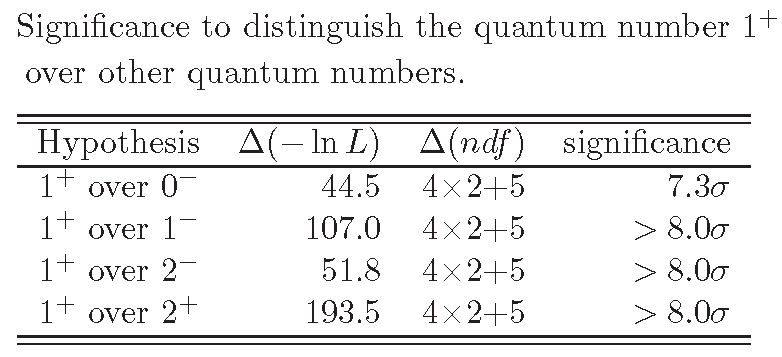 Significance to distinguish the quantum number 1⁺
over other quantum numbers.
Hypothesis Δ(− ln L) Δ(ndf) significance
1⁺ over 0⁻ 44.5 4×2+5 7.3σ
1⁺ over 1⁻ 107.0 4×2+5 > 8.0σ
1⁺ over 2⁻ 51.8 4×2+5 > 8.0σ
1⁺ over 2⁺ 193.5 4×2+5 > 8.0σ